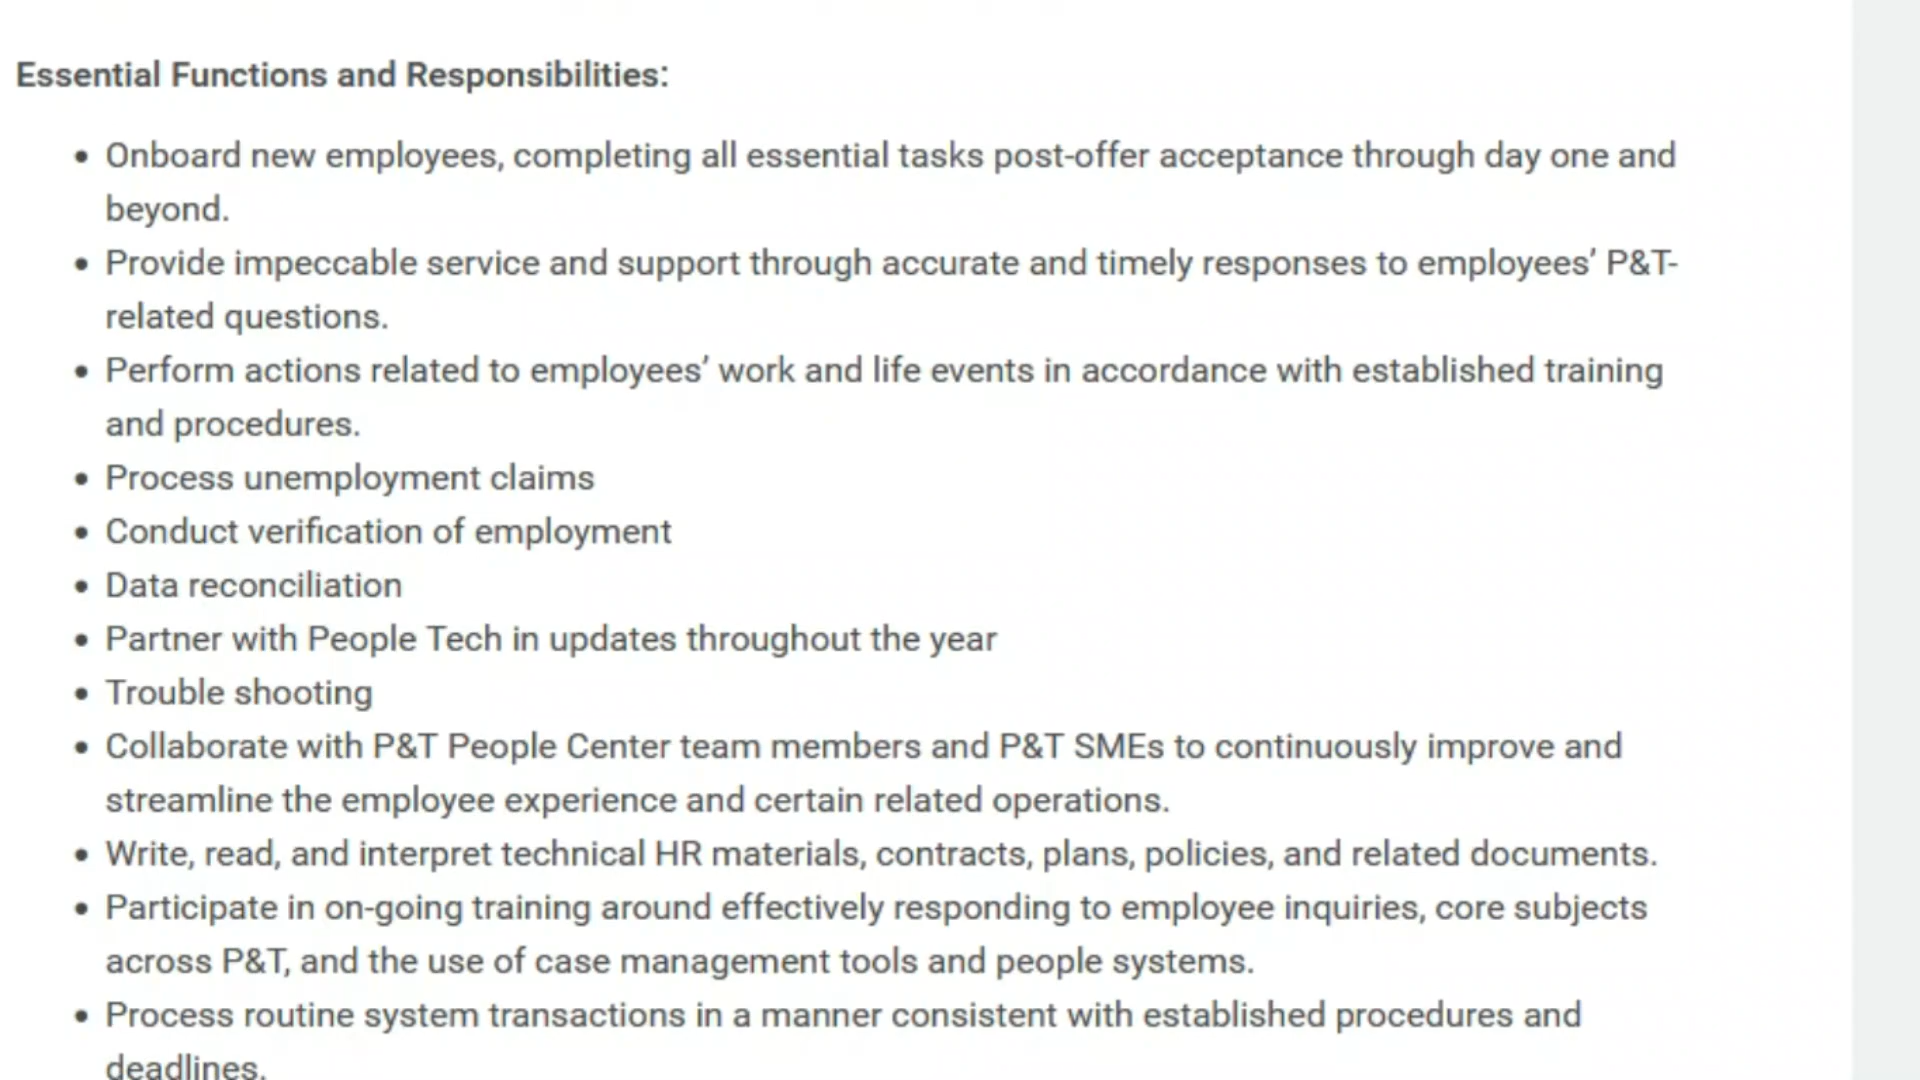 Essential Functions and Responsibilities:
• Onboard new employees, completing all essential tasks post-offer acceptance through day one and
beyond.
• Provide impeccable service and support through accurate and timely responses to employees’ P&T-
related questions.
• Perform actions related to employees’ work and life events in accordance with established training
and procedures.
• Process unemployment claims
• Conduct verification of employment
• Data reconciliation
• Partner with People Tech in updates throughout the year
• Trouble shooting
• Collaborate with P&T People Center team members and P&T SMEs to continuously improve and
streamline the employee experience and certain related operations.
• Write, read, and interpret technical HR materials, contracts, plans, policies, and related documents.
• Participate in on-going training around effectively responding to employee inquiries, core subjects
across P&T, and the use of case management tools and people systems.
• Process routine system transactions in a manner consistent with established procedures and
deadlines.